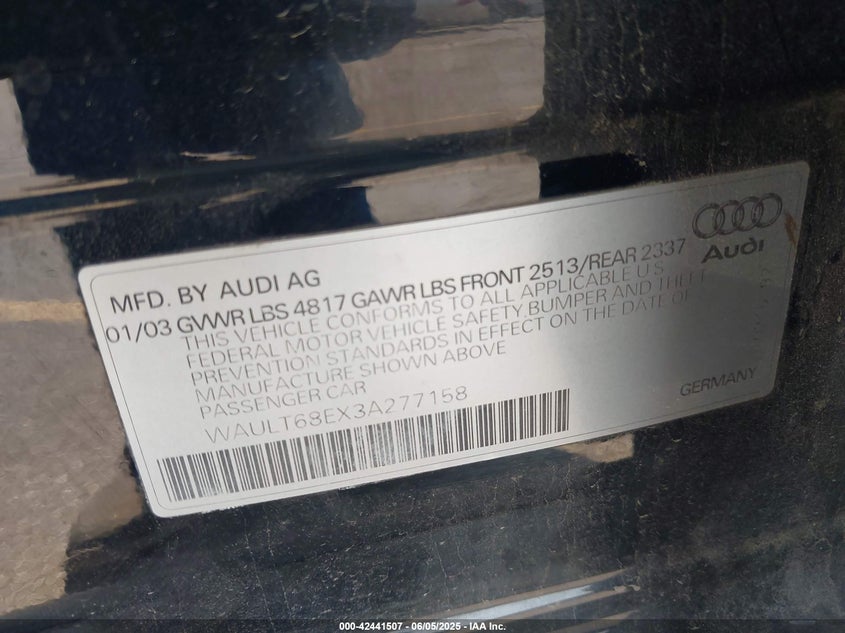 Audi
MFD. BY AUDI AG
01/03 GVWR LBS 4817 GAWR LBS FRONT 2513/REAR 2337
THIS VEHICLE CONFORMS TO ALL APPLICABLE U S
FEDERAL MOTOR VEHICLE SAFETY, BUMPER AND THEFT
PREVENTION STANDARDS IN EFFECT ON THE DATE OF
MANUFACTURE SHOWN ABOVE
PASSENGER CAR
GERMANY
WAULT68EX3A277158
000-42441507 - 06/05/2025 - IAA Inc.